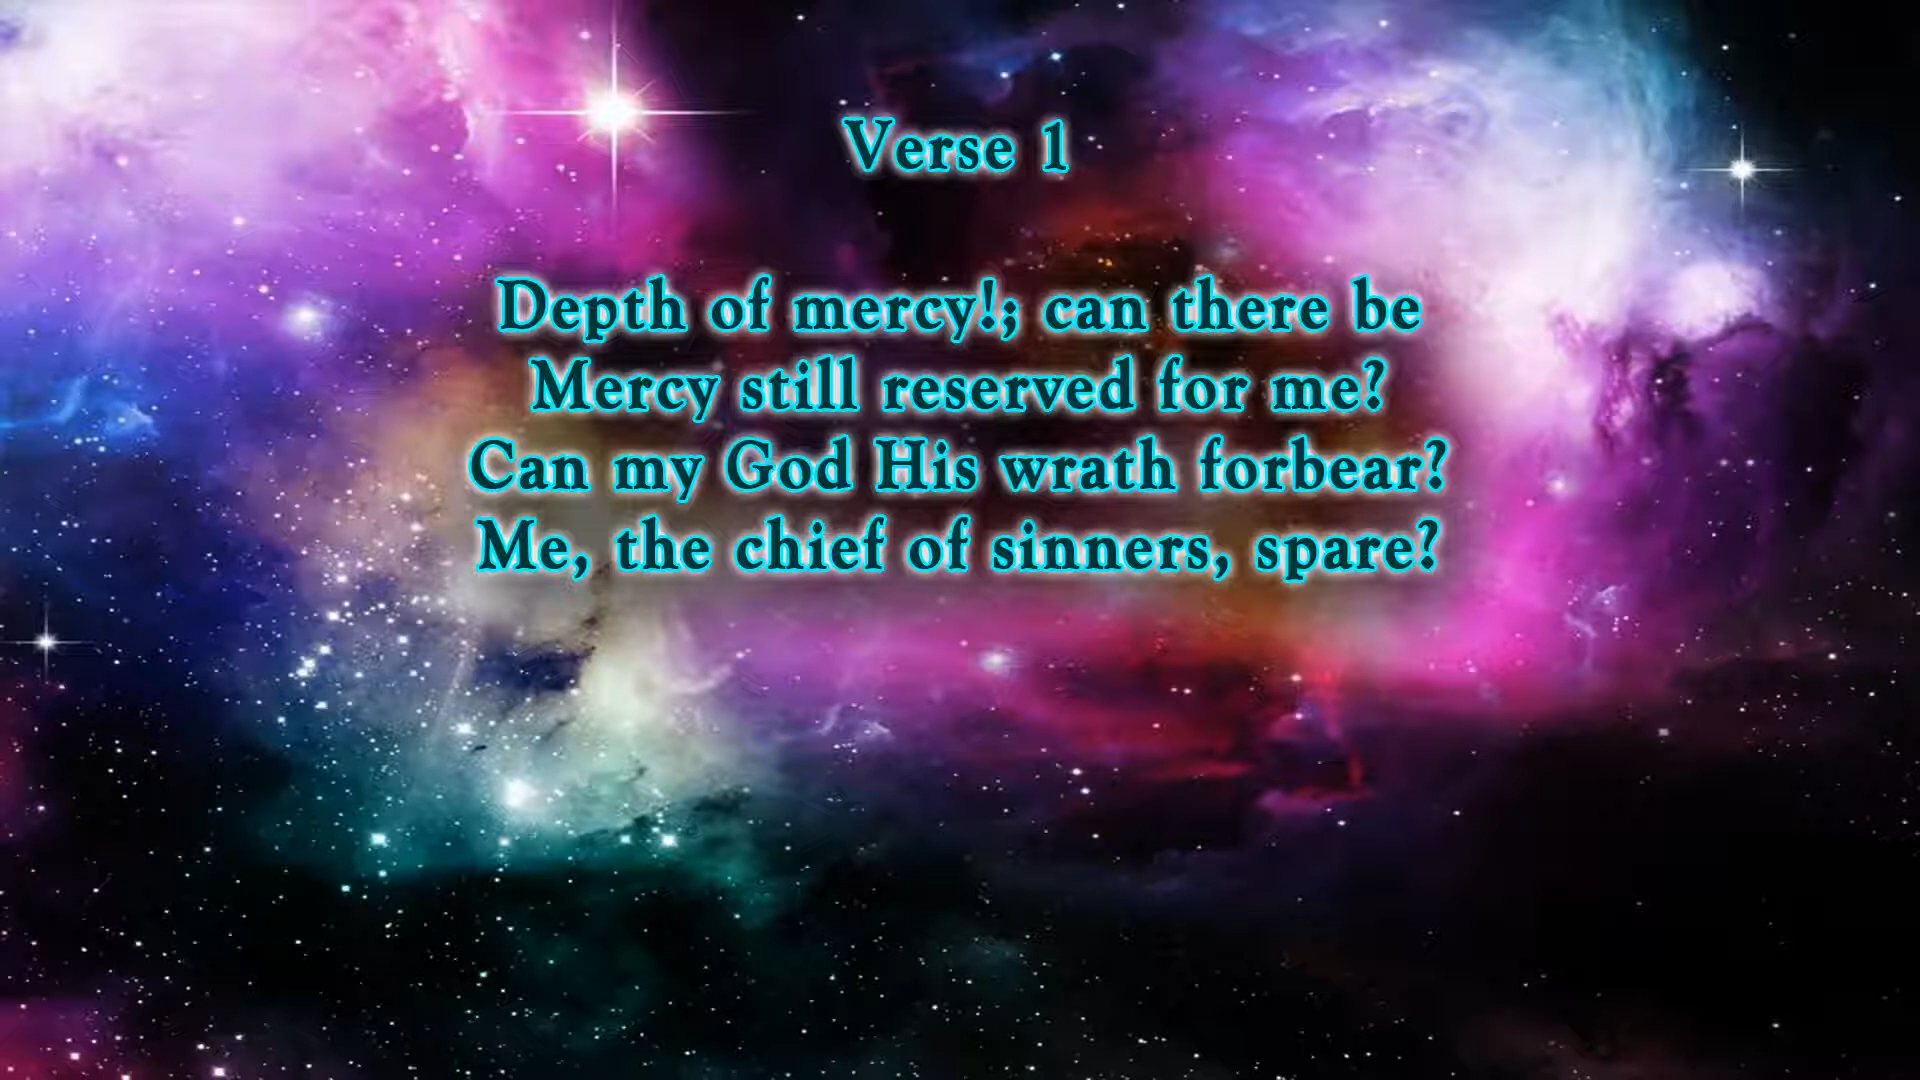 Verse 1
Depth of mercy!; can there be
Mercy still reserved for me?
Can my God His wrath forbear?
Me, the chief of sinners, spare?